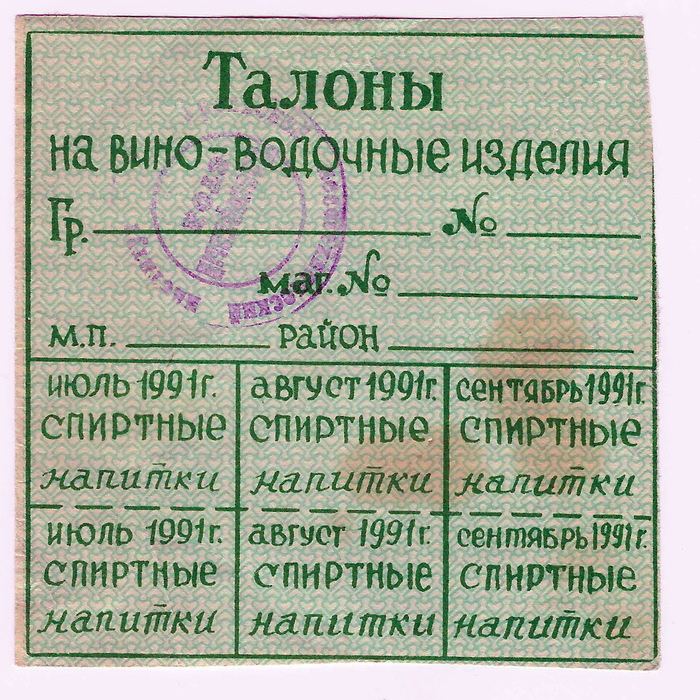 Талоны
на вино-водочные изделия
Гр. №
маг. №
м.п. район
июль 1991г. август 1991г. сентябрь 1991г.
спиртные спиртные спиртные
напитки напитки напитки
июль 1991г. август 1991г. сентябрь 1991г.
спиртные спиртные спиртные
напитки напитки напитки